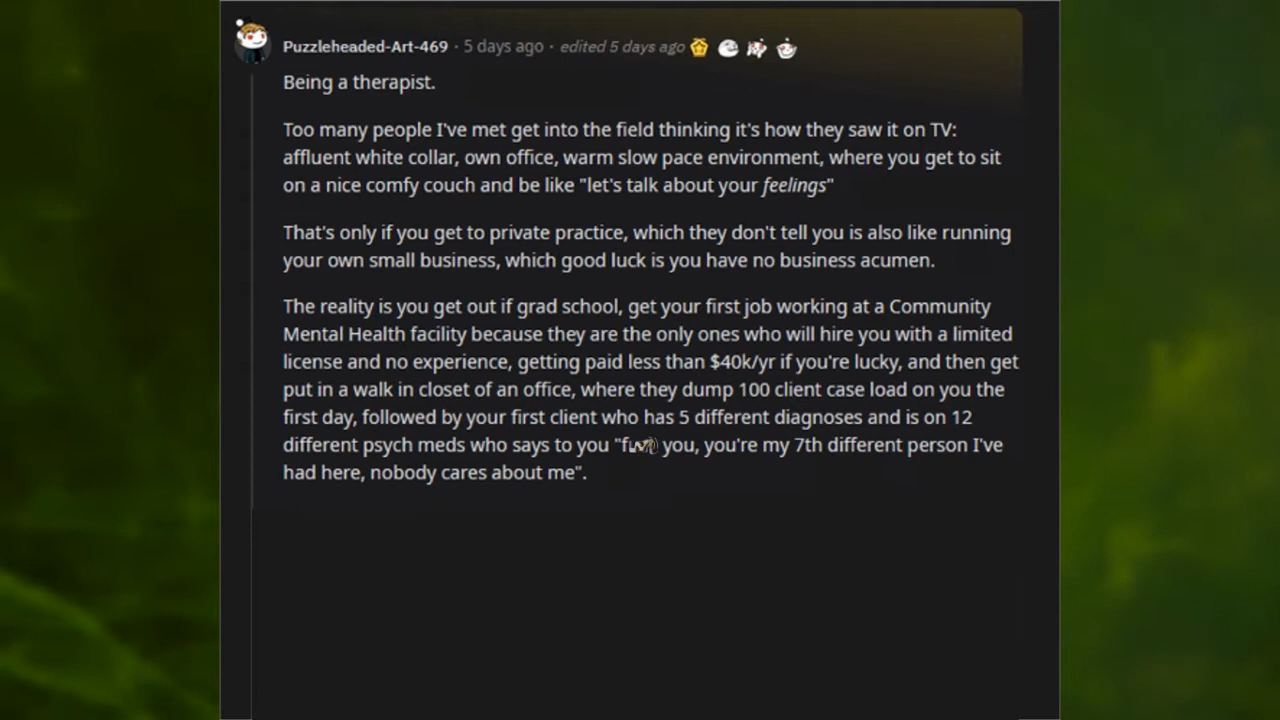 Puzzleheaded-Art-469 · 5 days ago · edited 5 days ago
Being a therapist.
Too many people I've met get into the field thinking it's how they saw it on TV:
affluent white collar, own office, warm slow pace environment, where you get to sit
on a nice comfy couch and be like "let's talk about your feelings"
That's only if you get to private practice, which they don't tell you is also like running
your own small business, which good luck is you have no business acumen.
The reality is you get out if grad school, get your first job working at a Community
Mental Health facility because they are the only ones who will hire you with a limited
license and no experience, getting paid less than $40k/yr if you're lucky, and then get
put in a walk in closet of an office, where they dump 100 client case load on you the
first day, followed by your first client who has 5 different diagnoses and is on 12
different psych meds who says to you "f you, you're my 7th different person I've
had here, nobody cares about me".